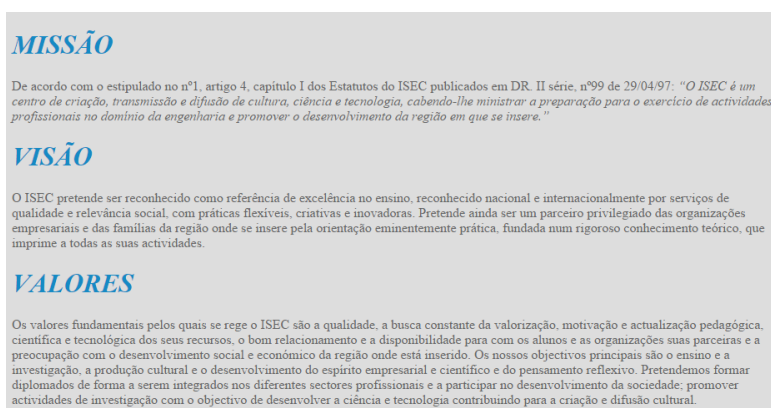 MISSÃO
De acordo com o estipulado no nº1, artigo 4, capítulo I dos Estatutos do ISEC publicados em DR. II série, nº99 de 29/04/97: “O ISEC é um
centro de criação, transmissão e difusão de cultura, ciência e tecnologia, cabendo-lhe ministrar a preparação para o exercício de actividades
profissionais no domínio da engenharia e promover o desenvolvimento da região em que se insere.”
VISÃO
O ISEC pretende ser reconhecido como referência de excelência no ensino, reconhecido nacional e internacionalmente por serviços de
qualidade e relevância social, com práticas flexíveis, criativas e inovadoras. Pretende ainda ser um parceiro privilegiado das organizações
empresariais e das famílias da região onde se insere pela orientação eminentemente prática, fundada num rigoroso conhecimento teórico, que
imprime a todas as suas actividades.
VALORES
Os valores fundamentais pelos quais se rege o ISEC são a qualidade, a busca constante da valorização, motivação e actualização pedagógica,
científica e tecnológica dos seus recursos, o bom relacionamento e a disponibilidade para com os alunos e as organizações suas parceiras e a
preocupação com o desenvolvimento social e económico da região onde está inserido. Os nossos objectivos principais são o ensino e a
investigação, a produção cultural e o desenvolvimento do espírito empresarial e científico e do pensamento reflexivo. Pretendemos formar
diplomados de forma a serem integrados nos diferentes sectores profissionais e a participar no desenvolvimento da sociedade; promover
actividades de investigação com o objectivo de desenvolver a ciência e tecnologia contribuindo para a criação e difusão cultural.